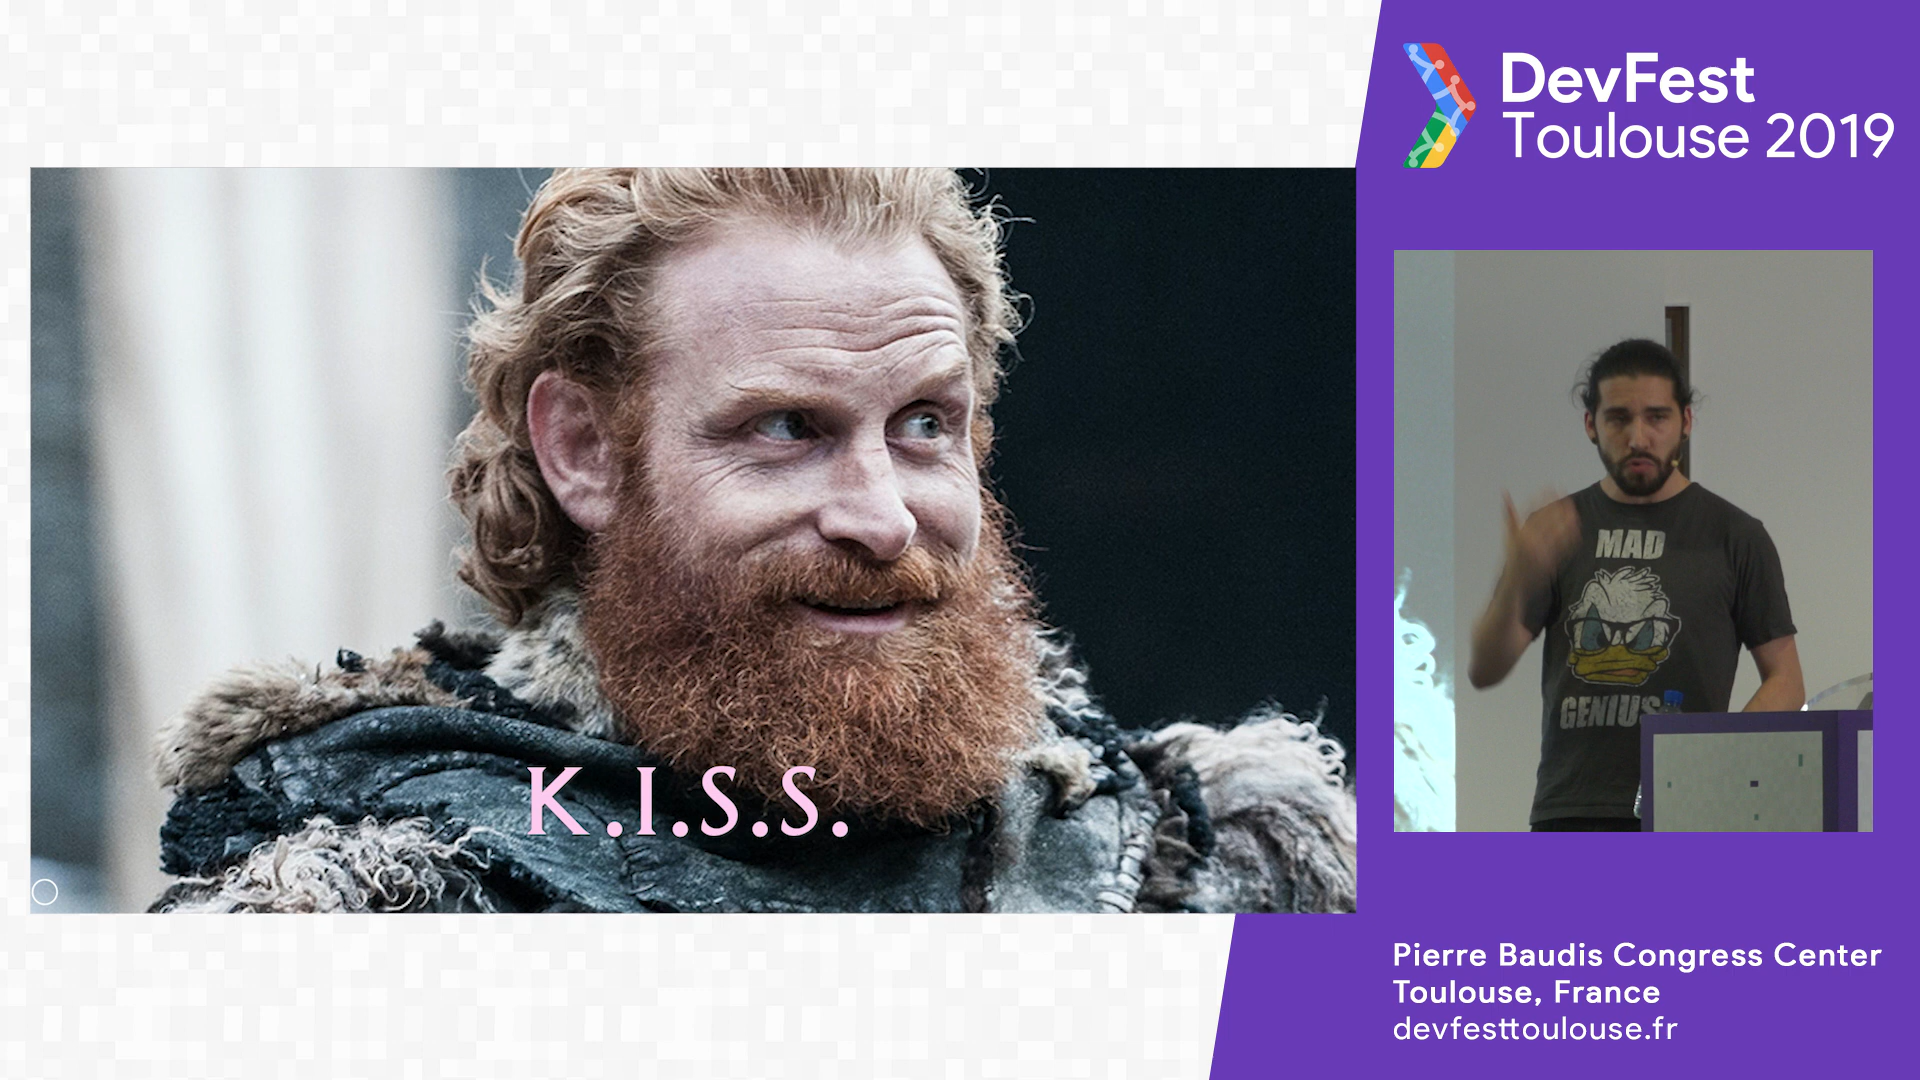 DevFest
Toulouse 2019
K.I.S.S.
MAD
GENIUS
Pierre Baudis Congress Center
Toulouse, France
devfesttoulouse.fr